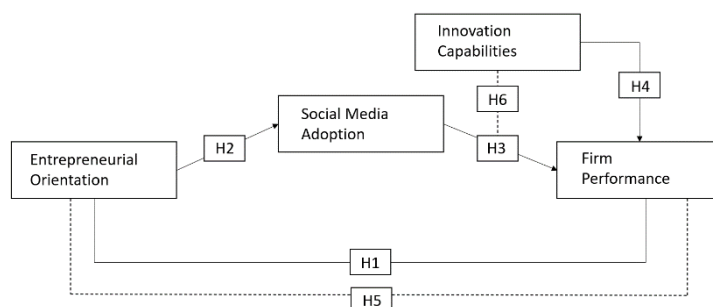 Innovation
Capabilities
H6
H4
Social Media
Adoption
H2
H3
Entrepreneurial
Orientation
Firm
Performance
H1
H5